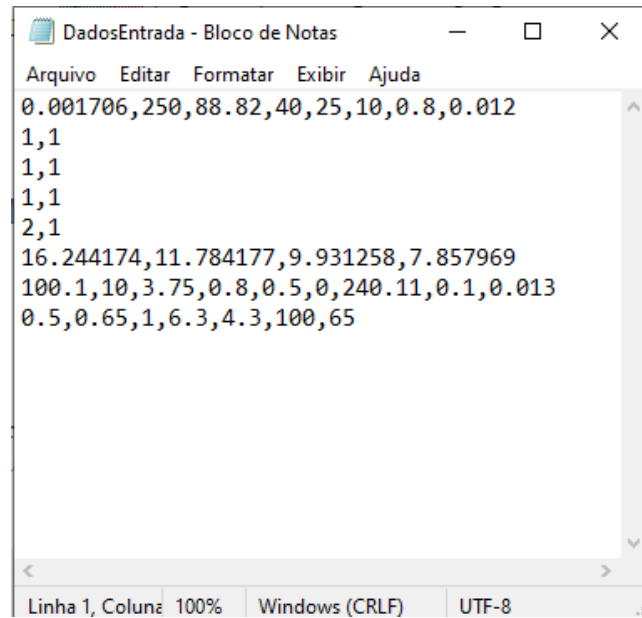 DadosEntrada - Bloco de Notas
Arquivo Editar Formatar Exibir Ajuda
0.001706,250,88.82,40,25,10,0.8,0.012
1,1
1,1
1,1
2,1
16.244174,11.784177,9.931258,7.857969
100.1,10,3.75,0.8,0.5,0,240.11,0.1,0.013
0.5,0.65,1,6.3,4.3,100,65
Linha 1, Coluna 100% Windows (CRLF) UTF-8